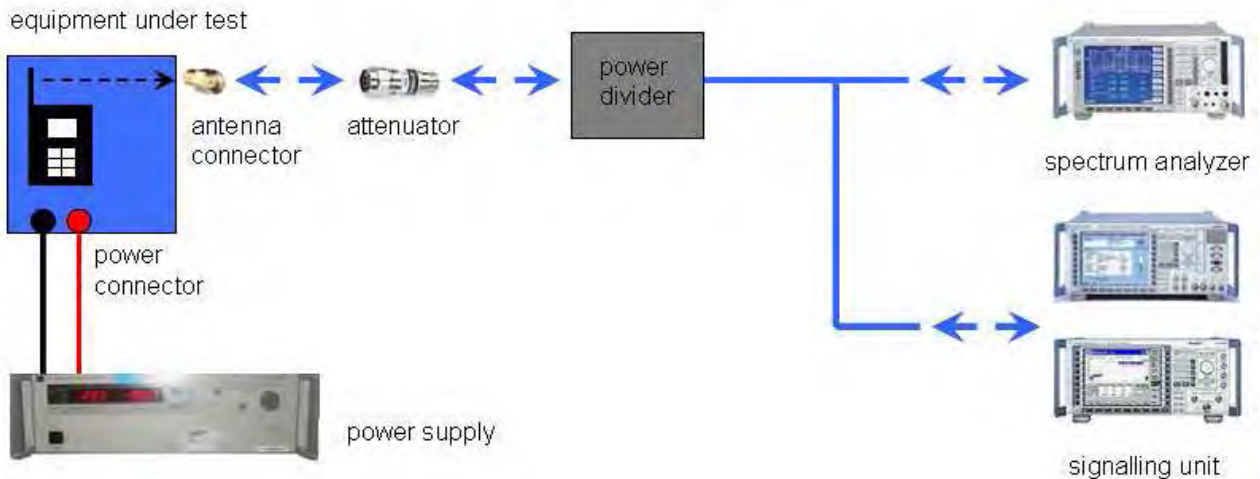 equipment under test
antenna
connector
attenuator
power
divider
spectrum analyzer
power
connector
power supply
signalling unit